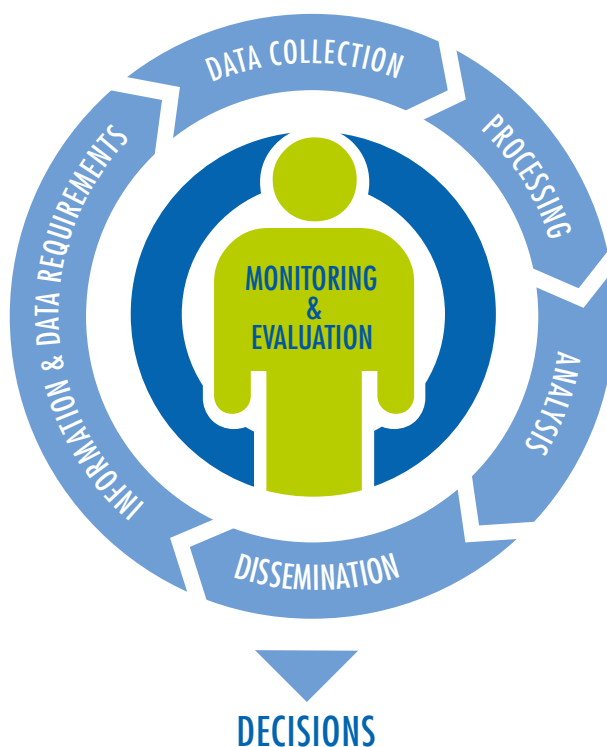 DATA COLLECTION
PROCESSING
ANALYSIS
DISSEMINATION
INFORMATION & DATA REQUIREMENTS
MONITORING
&
EVALUATION
DECISIONS